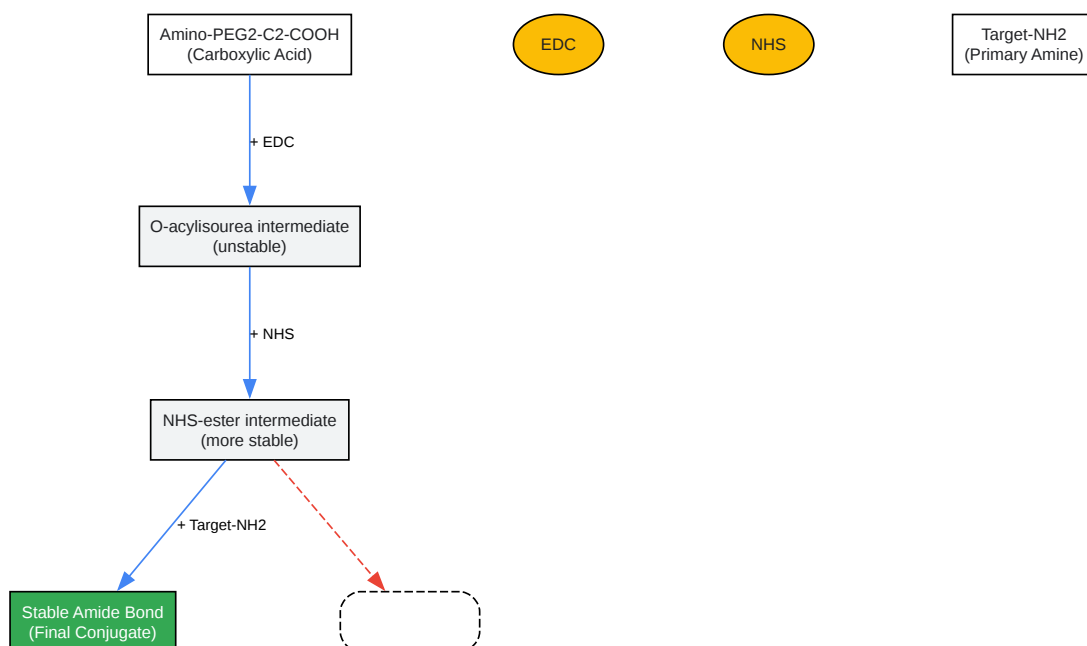 Amino-PEG2-C2-COOH
(Carboxylic Acid)
EDC
NHS
Target-NH2
(Primary Amine)
+ EDC
O-acylisourea intermediate
(unstable)
+ NHS
NHS-ester intermediate
(more stable)
+ Target-NH2
Stable Amide Bond
(Final Conjugate)